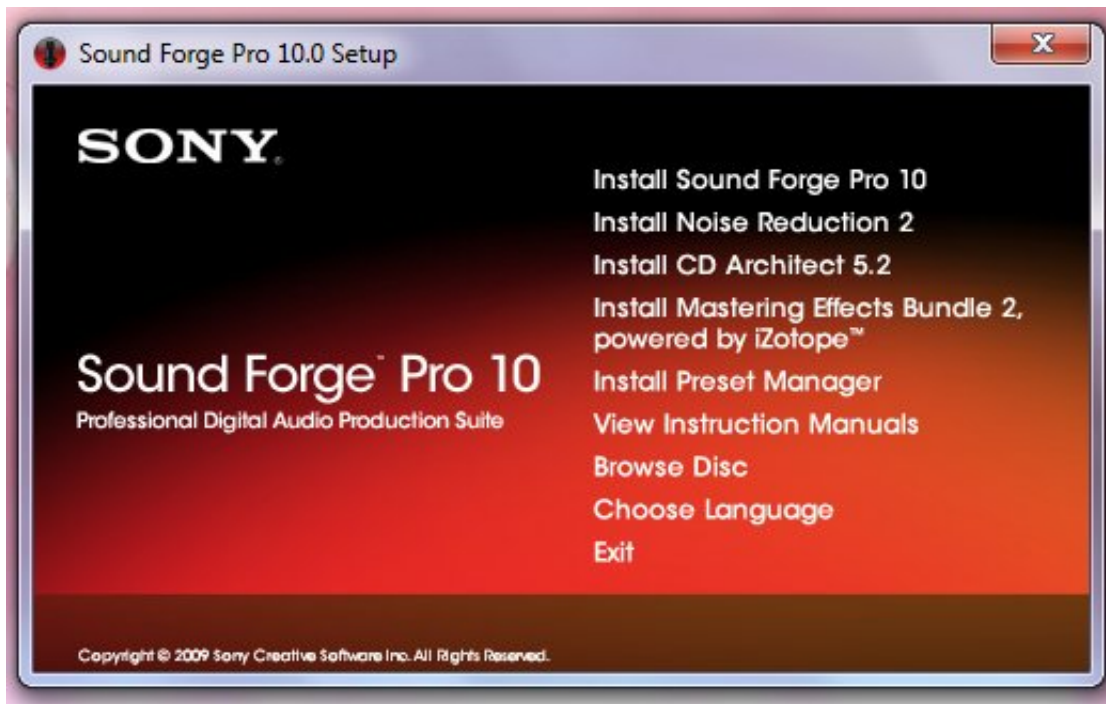 Sound Forge Pro 10.0 Setup
SONY.
Install Sound Forge Pro 10
Install Noise Reduction 2
Install CD Architect 5.2
Install Mastering Effects Bundle 2,
powered by iZotope™
Install Preset Manager
View Instruction Manuals
Browse Disc
Choose Language
Exit
Sound Forge™ Pro 10
Professional Digital Audio Production Suite
Copyright © 2009 Sony Creative Software Inc. All Rights Reserved.